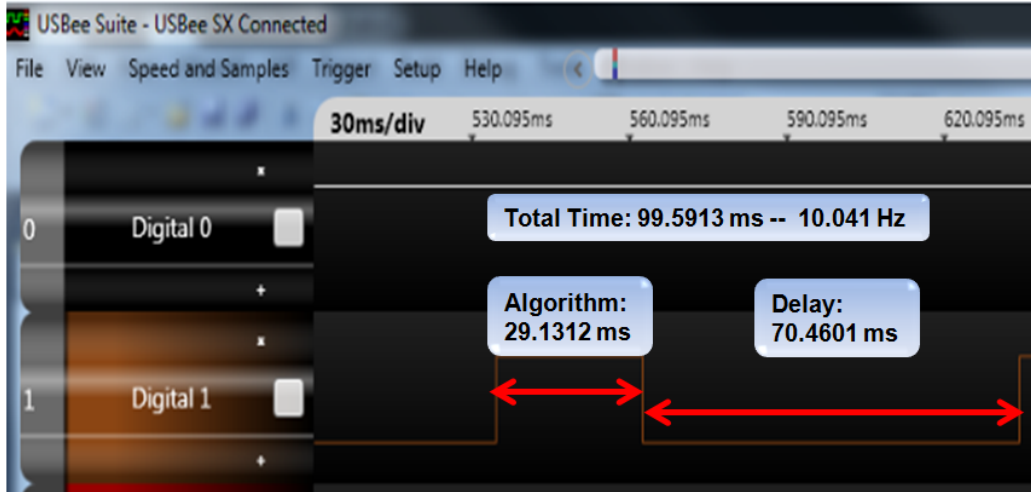 USBee Suite - USBee SX Connected
File View Speed and Samples Trigger Setup Help
30ms/div 530.095ms 560.095ms 590.095ms 620.095ms
0 Digital 0
Total Time: 99.5913 ms -- 10.041 Hz
Algorithm:
29.1312 ms
Delay:
70.4601 ms
1 Digital 1